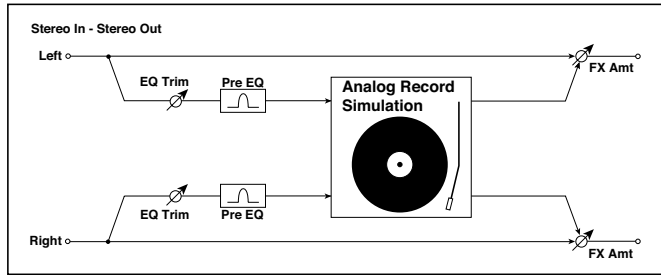 Stereo In - Stereo Out
Left
FX Amt
EQ Trim
Pre EQ
Analog Record
Simulation
EQ Trim
Pre EQ
Right
FX Amt